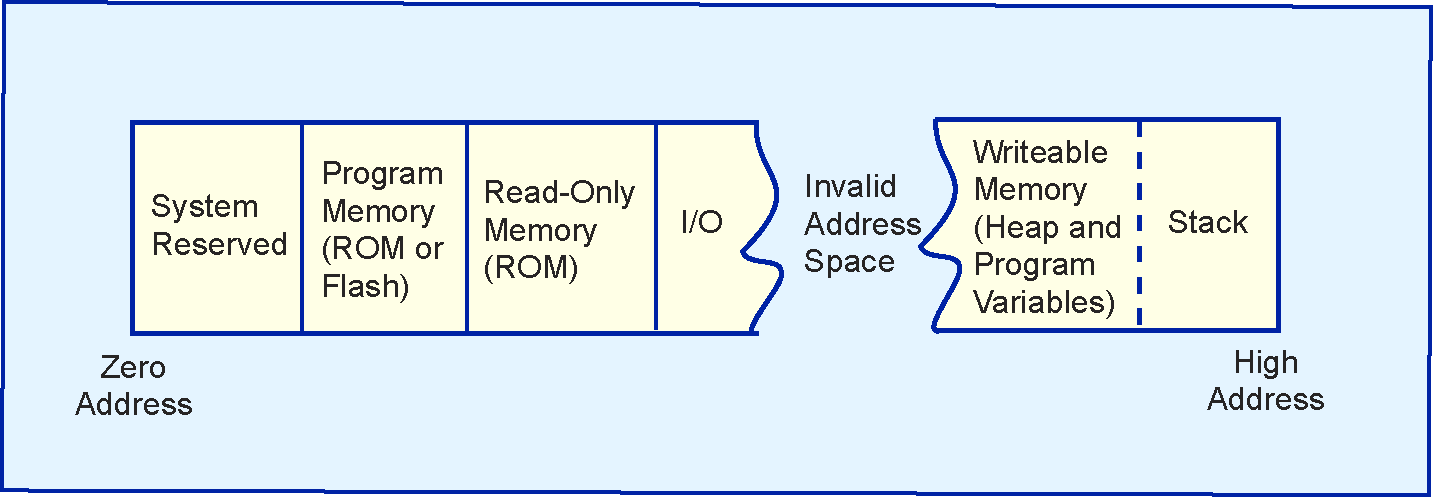 System
Reserved
Program
Memory
(ROM or
Flash)
Read-Only
Memory
(ROM)
I/O
Invalid
Address
Space
Writeable
Memory
(Heap and
Program
Variables)
Stack
Zero
Address
High
Address